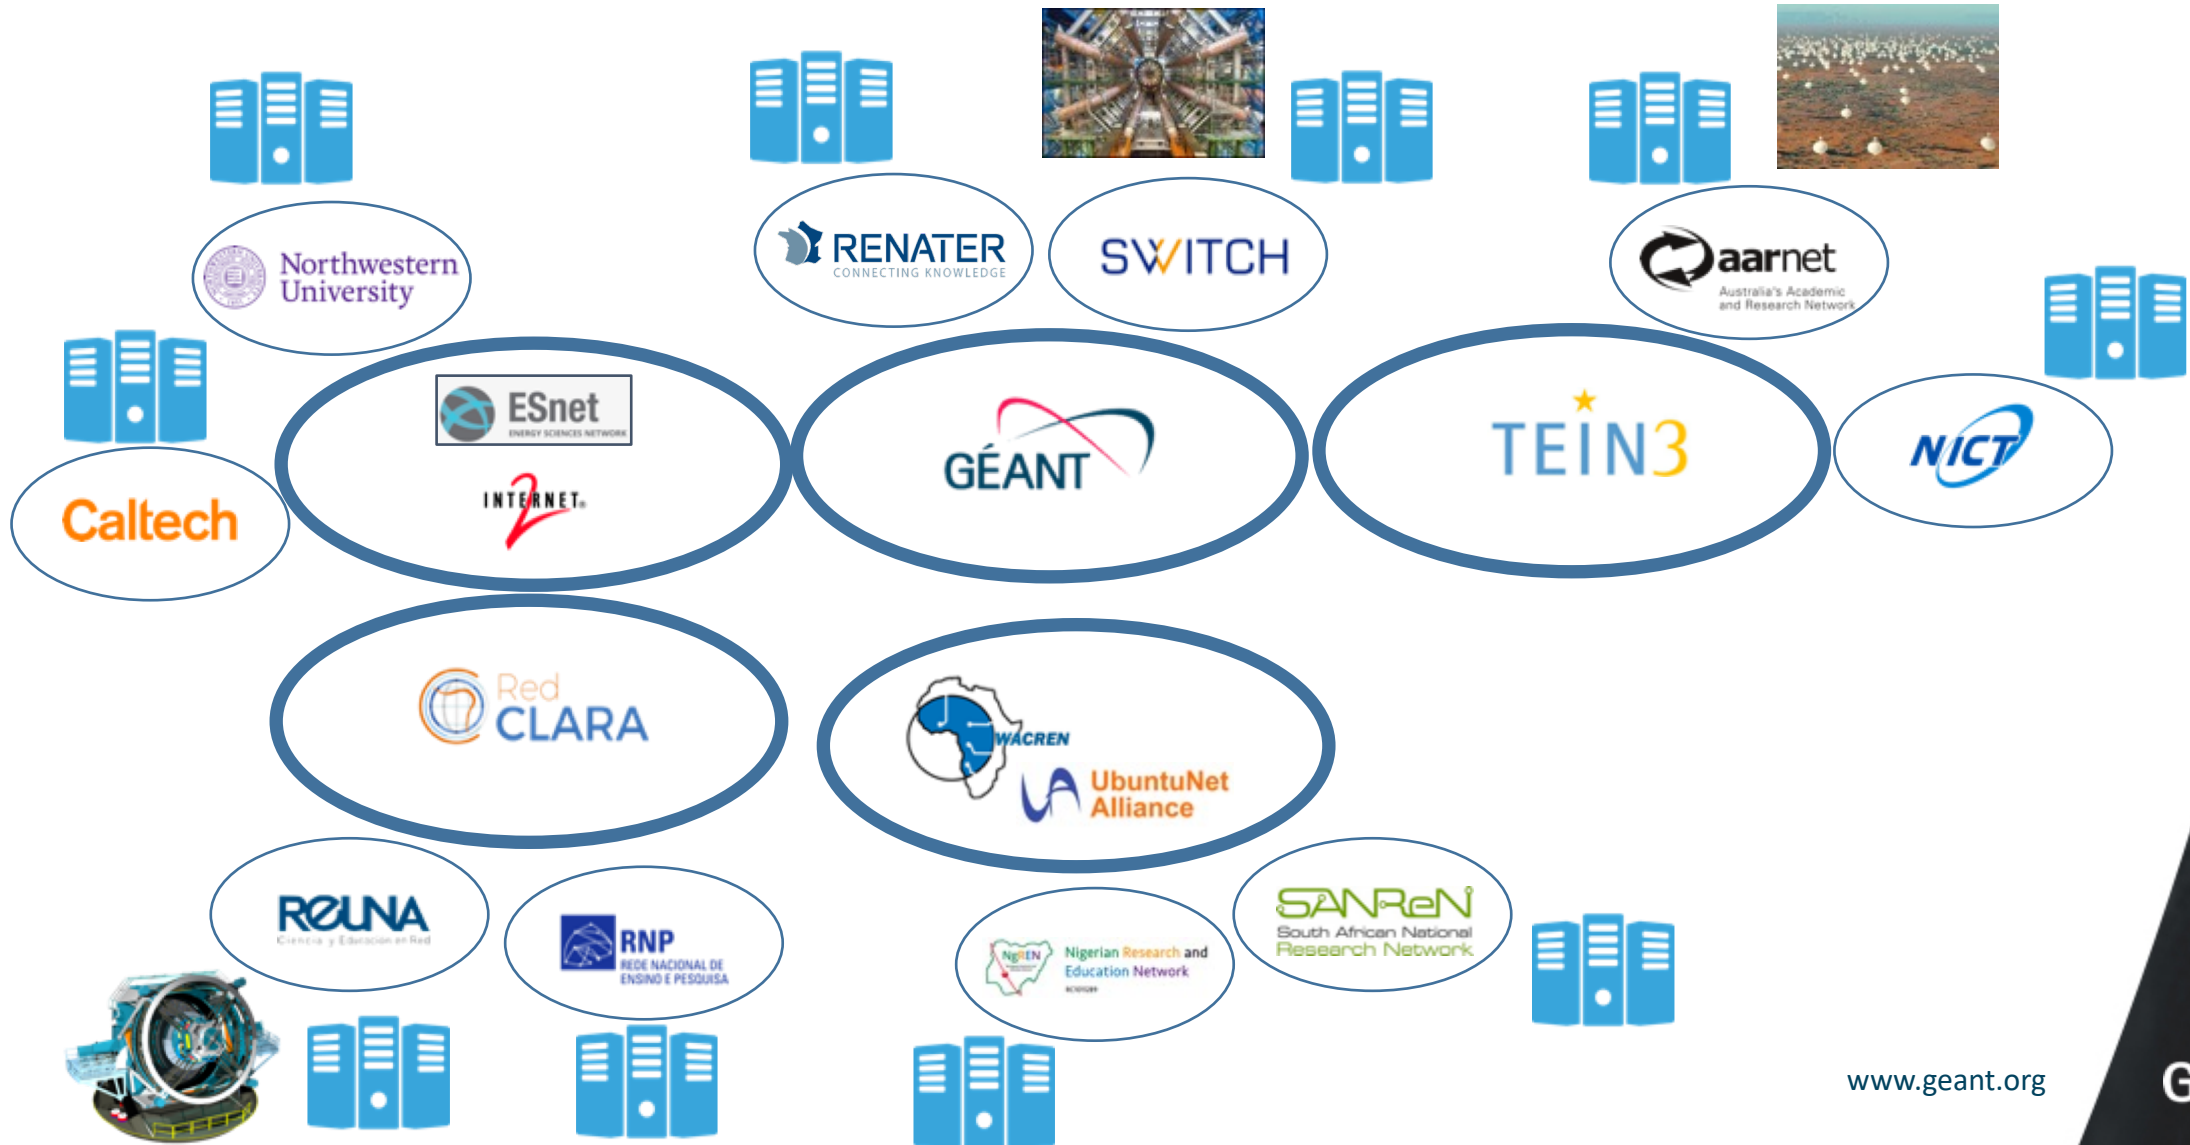 Northwestern
University
RENATER
CONNECTING KNOWLEDGE
SWITCH
aarnet
Australia's Academic
and Research Network
Caltech
ESnet
ENERGY SCIENCES NETWORK
INTERNET
2
GÉANT
TEIN3
NICT
Red
CLARA
WACREN
UbuntuNet
Alliance
REUNA
Ciencia y Educación en Red
RNP
REDE NACIONAL DE
ENSINO E PESQUISA
NgREN
Nigerian Research and
Education Network
SANReN
South African National
Research Network
www.geant.org
G